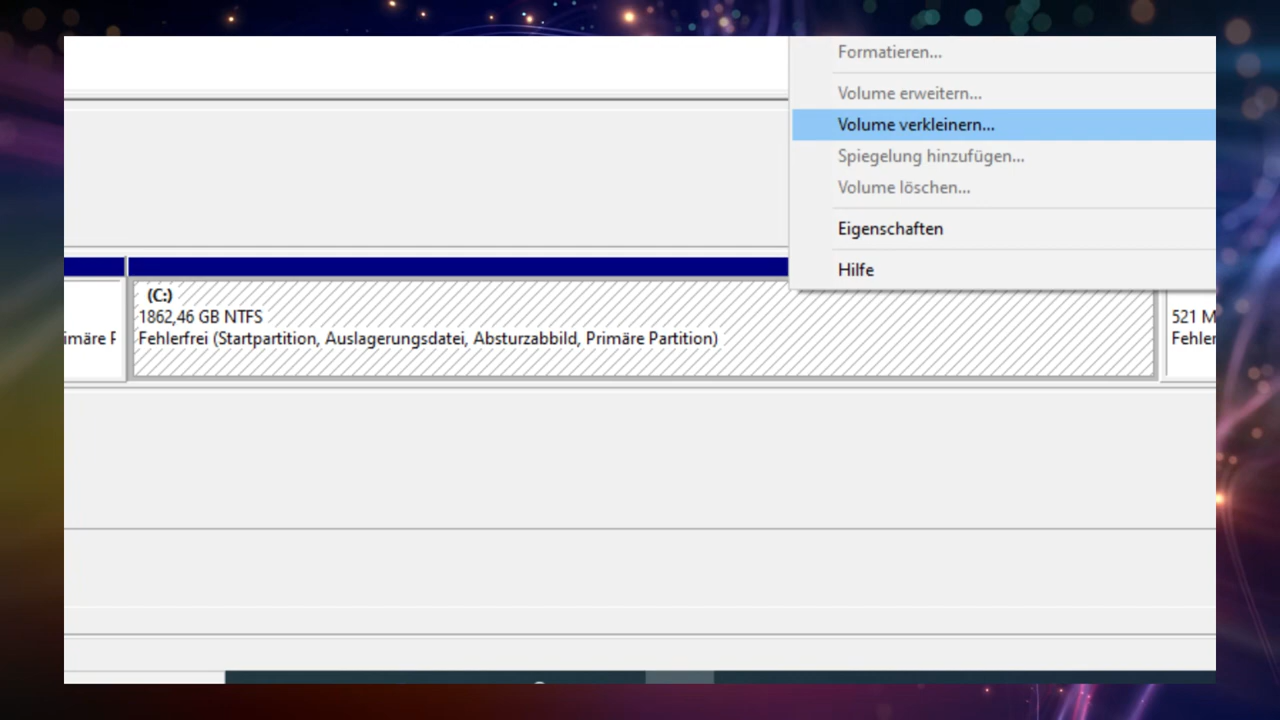 Formatieren...
Volume erweitern...
Volume verkleinern...
Spiegelung hinzufügen...
Volume löschen...
Eigenschaften
Hilfe
(C:)
1862,46 GB NTFS
521 M
imäre P
Fehlerfrei (Startpartition, Auslagerungsdatei, Absturzabbild, Primäre Partition)
Fehler